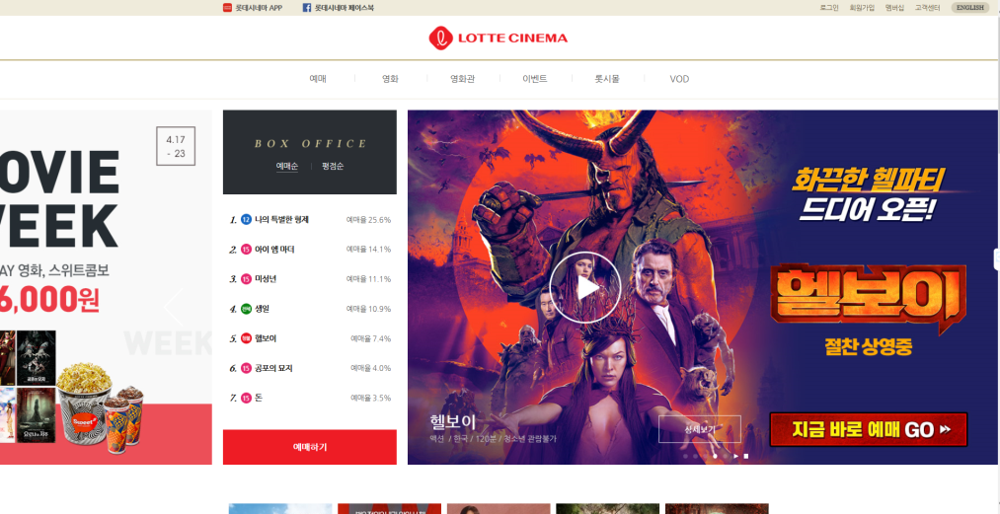 롯데시네마 APP
롯데시네마 페이스북
로그인 회원가입 멤버십 고객센터 ENGLISH
LOTTE CINEMA
예매 영화 영화관 이벤트 롯시몰 VOD
4.17
- 23
OVIE
WEEK
AY 영화, 스위트콤보
6,000원
WEEK
Sweet
BOX OFFICE
예매순 평점순
1. 12 나의 특별한 형제 예매율 25.6%
2. 15 아이 엠 마더 예매율 14.1%
3. 15 미성년 예매율 11.1%
4. 전체 생일 예매율 10.9%
5. 청불 헬보이 예매율 7.4%
6. 15 공포의 묘지 예매율 4.0%
7. 15 돈 예매율 3.5%
예매하기
화끈한 헬파티
드디어 오픈!
헬보이
절찬 상영중
헬보이
액션 / 한국 / 120분 / 청소년 관람불가
상세보기
지금 바로 예매 GO